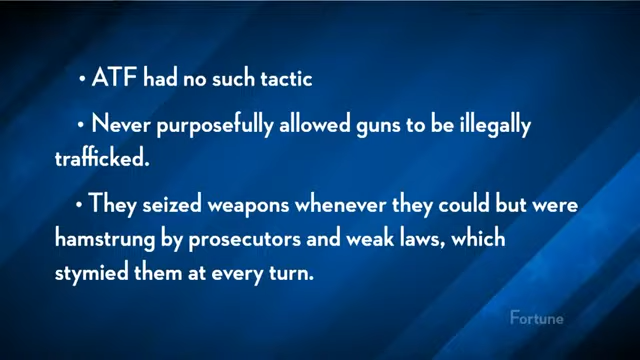 • ATF had no such tactic
• Never purposefully allowed guns to be illegally
trafficked.
• They seized weapons whenever they could but were
hamstrung by prosecutors and weak laws, which
stymied them at every turn.
Fortune